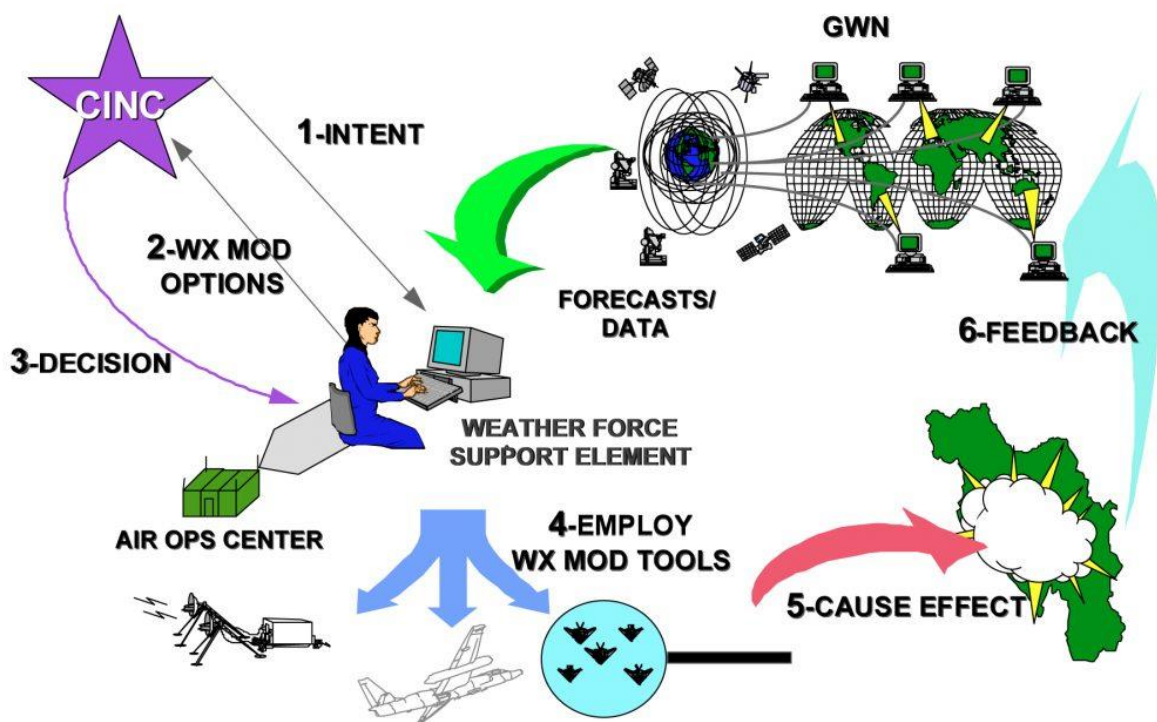 CINC
1-INTENT
2-WX MOD
OPTIONS
3-DECISION
GWN
FORECASTS/
DATA
6-FEEDBACK
WEATHER FORCE
SUPPORT ELEMENT
AIR OPS CENTER
4-EMPLOY
WX MOD TOOLS
5-CAUSE EFFECT